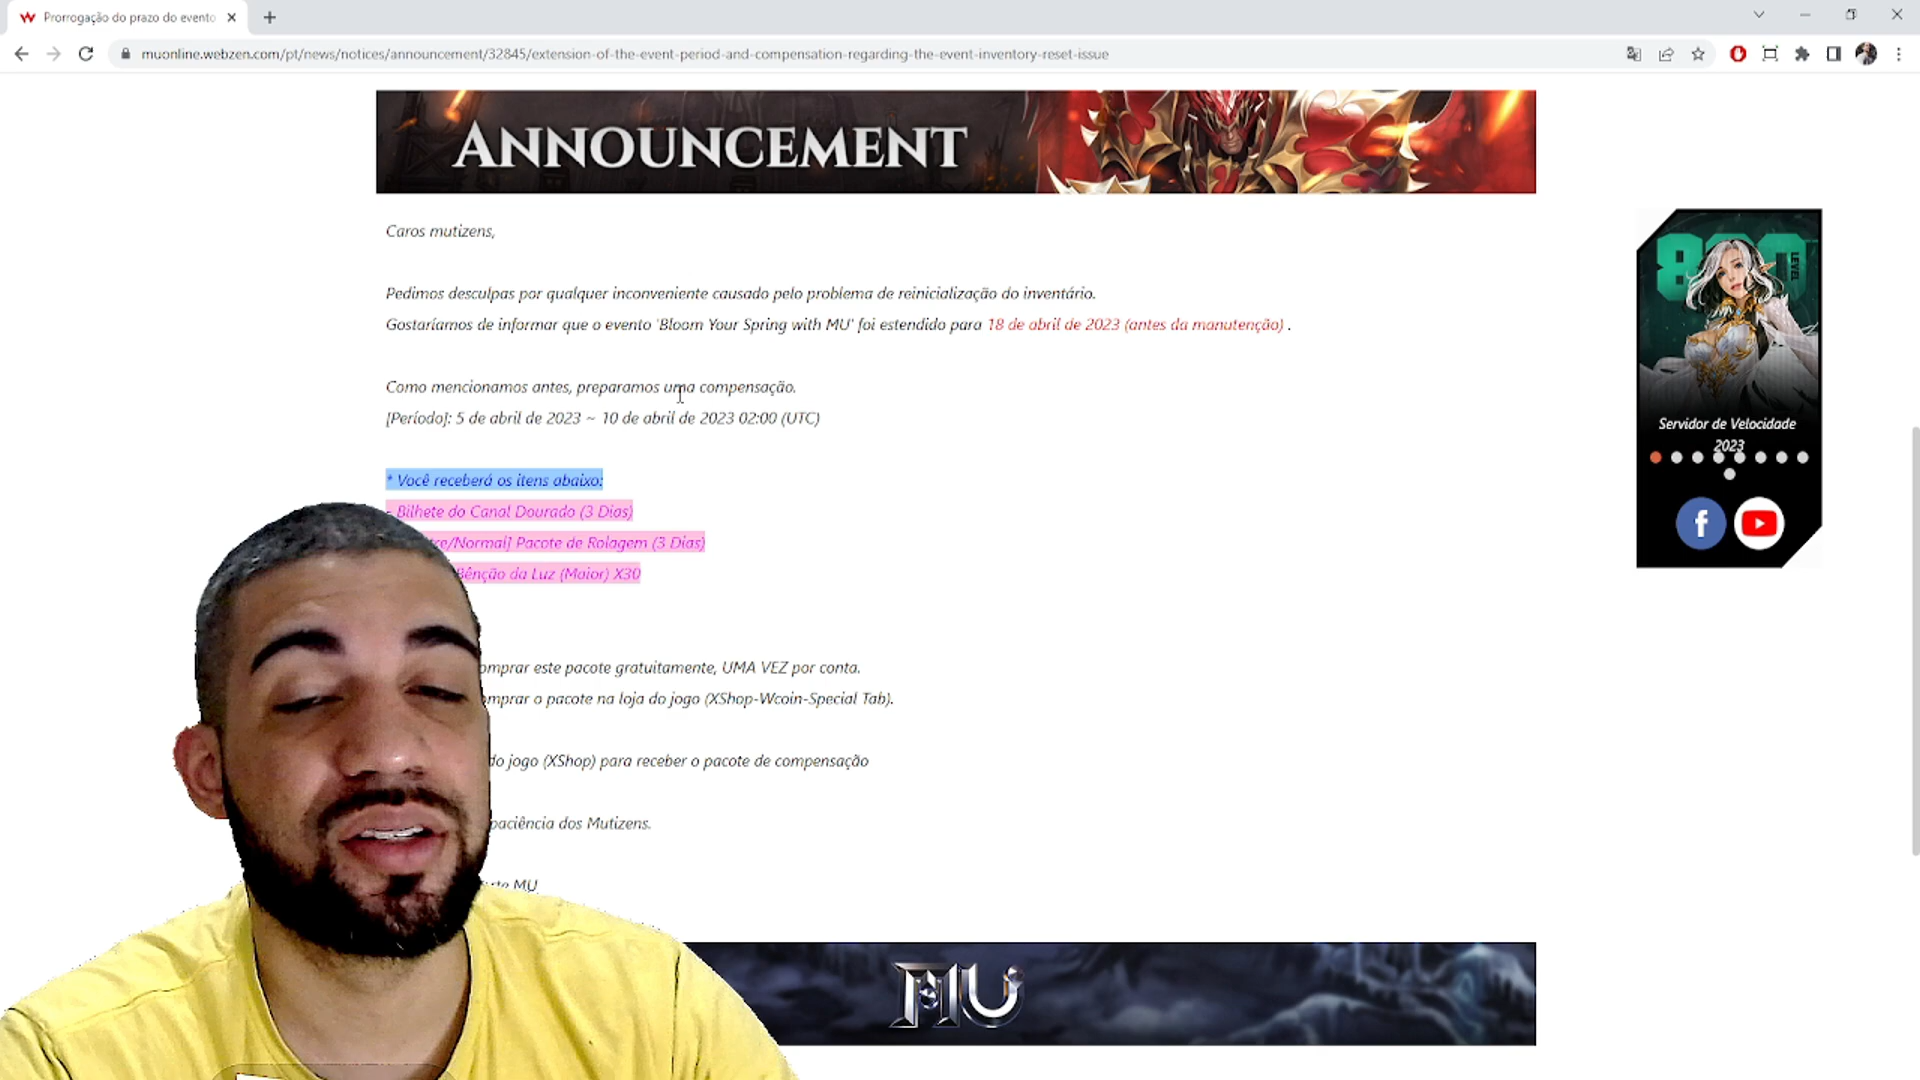 Prorrogação do prazo do evento
muonline.webzen.com/pt/news/notices/announcement/32845/extension-of-the-event-period-and-compensation-regarding-the-event-inventory-reset-issue
ANNOUNCEMENT
Caros mutizens,
Pedimos desculpas por qualquer inconveniente causado pelo problema de reinicialização do inventário.
Gostaríamos de informar que o evento 'Bloom Your Spring with MU' foi estendido para 18 de abril de 2023 (antes da manutenção) .
Como mencionamos antes, preparamos uma compensação.
[Período]: 5 de abril de 2023 ~ 10 de abril de 2023 02:00 (UTC)
* Você receberá os itens abaixo:
- Bilhete do Canal Dourado (3 Dias)
/Normal] Pacote de Rolagem (3 Dias)
Bênção da Luz (Maior) X30
omprar este pacote gratuitamente, UMA VEZ por conta.
omprar o pacote na loja do jogo (XShop-Wcoin-Special Tab).
do jogo (XShop) para receber o pacote de compensação
paciência dos Mutizens.
MU
MU
800
LEVEL
Servidor de Velocidade
2023